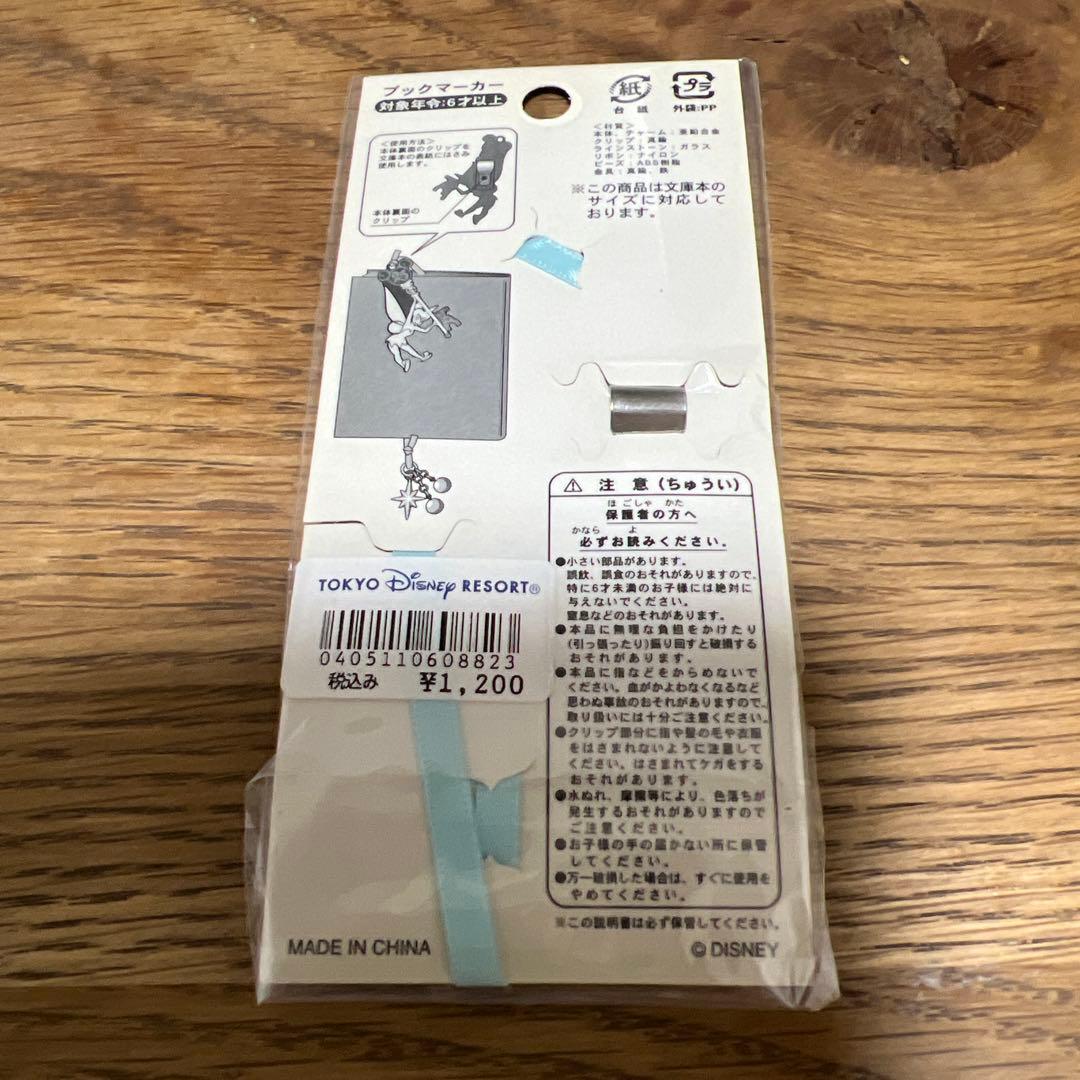 ブックマーカー
対象年令:6才以上
<使用方法>
本体裏面のクリップを
文庫本の表紙にはさみ
使用します。
本体裏面の
クリップ
紙
台紙
プラ
外袋:PP
<材質>
本体、チャーム:亜鉛合金
クリップ:真鍮
ラインストーン:ガラス
リボン:ナイロン
ビーズ:ABS樹脂
金具:真鍮、鉄
※この商品は文庫本の
サイズに対応して
おります。
⚠ 注意(ちゅうい)
ほごしゃ かた
保護者の方へ
かなら よ
必ずお読みください。
●小さい部品があります。
誤飲、誤食のおそれがありますので、
特に6才未満のお子様には絶対に
与えないでください。
窒息などのおそれがあります。
●本品に無理な負担をかけたり
(引っ張ったり)振り回すと破損する
おそれがあります。
●本品に指などをからめないで
ください。血がかよわなくなるなど
思わぬ事故のおそれがありますので、
取り扱いには十分ご注意ください。
●クリップ部分に指や髪の毛や衣服
をはさまれないように注意して
ください。はさまれてケガをする
おそれがあります。
●水ぬれ、摩擦等により、色落ちが
発生するおそれがありますので
ご注意ください。
●お子様の手の届かない所に保管
してください。
●万一破損した場合は、すぐに使用を
やめてください。
※この説明書は必ず保管してください。
TOKYO Disney RESORT®
0405110608823
税込み ¥1,200
MADE IN CHINA
© DISNEY